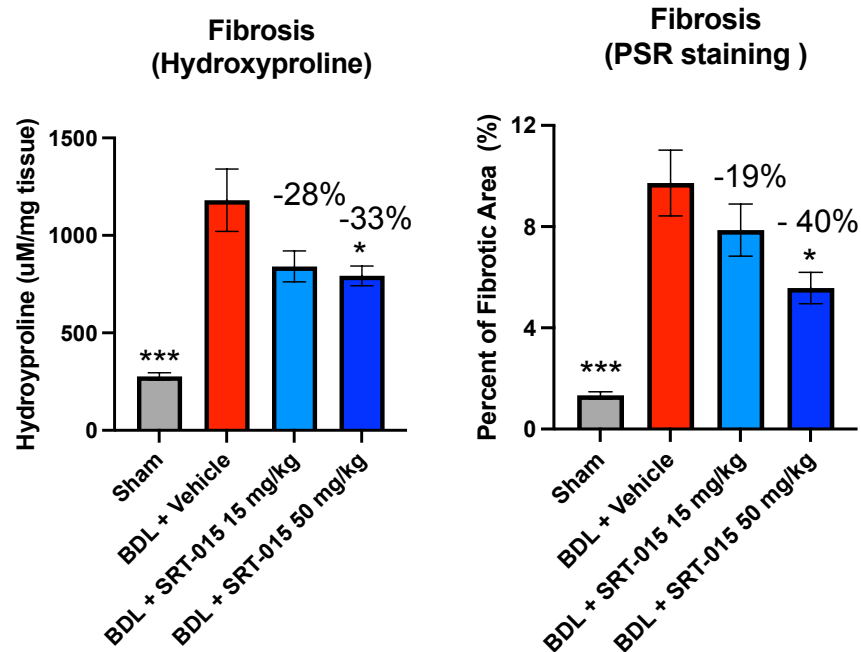 Fibrosis
(Hydroxyproline)
Hydroyproline (uM/mg tissue)
1500
1000
500
0
***
-28%
-33%
*
Sham
BDL + Vehicle
BDL + SRT-015 15 mg/kg
BDL + SRT-015 50 mg/kg
Fibrosis
(PSR staining )
Percent of Fibrotic Area (%)
12
8
4
0
***
-19%
- 40%
*
Sham
BDL + Vehicle
BDL + SRT-015 15 mg/kg
BDL + SRT-015 50 mg/kg